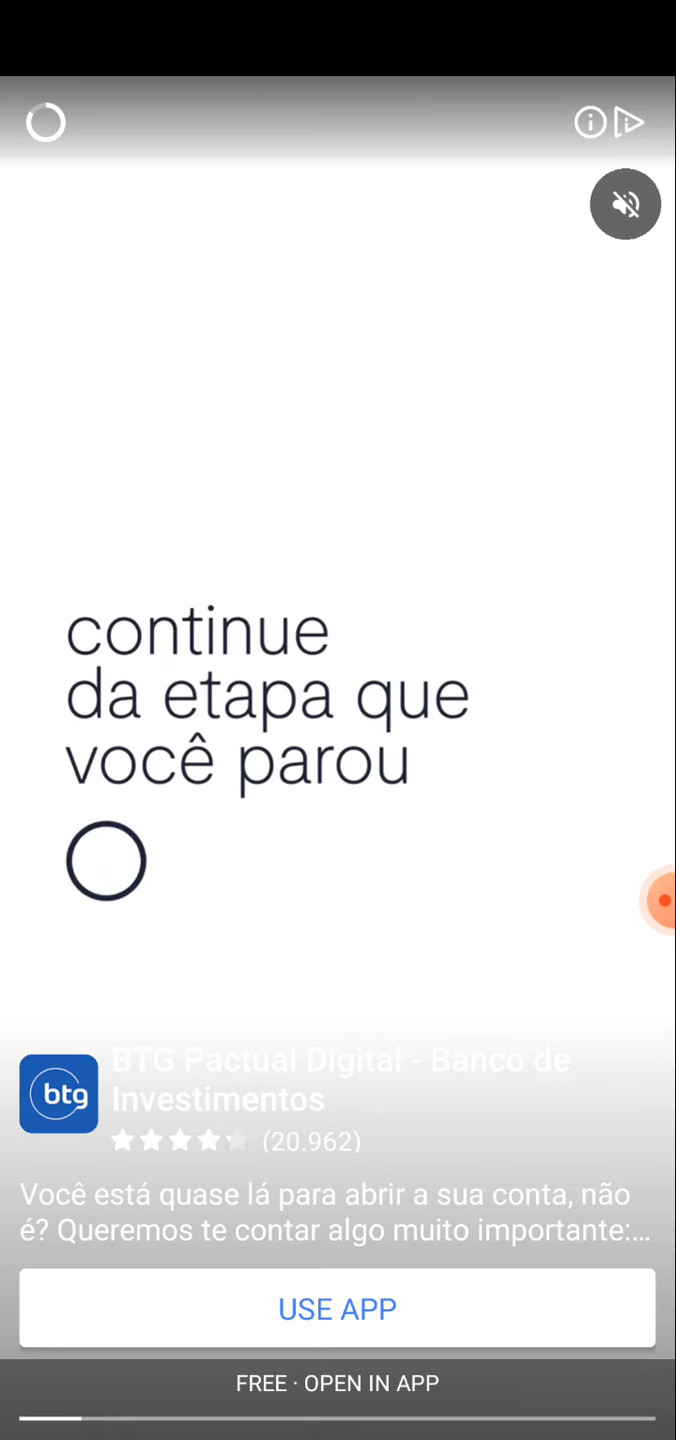 continue
da etapa que
você parou
btg
BTG Pactual Digital - Banco de
Investimentos
(20.962)
Você está quase lá para abrir a sua conta, não
é? Queremos te contar algo muito importante:...
USE APP
FREE · OPEN IN APP